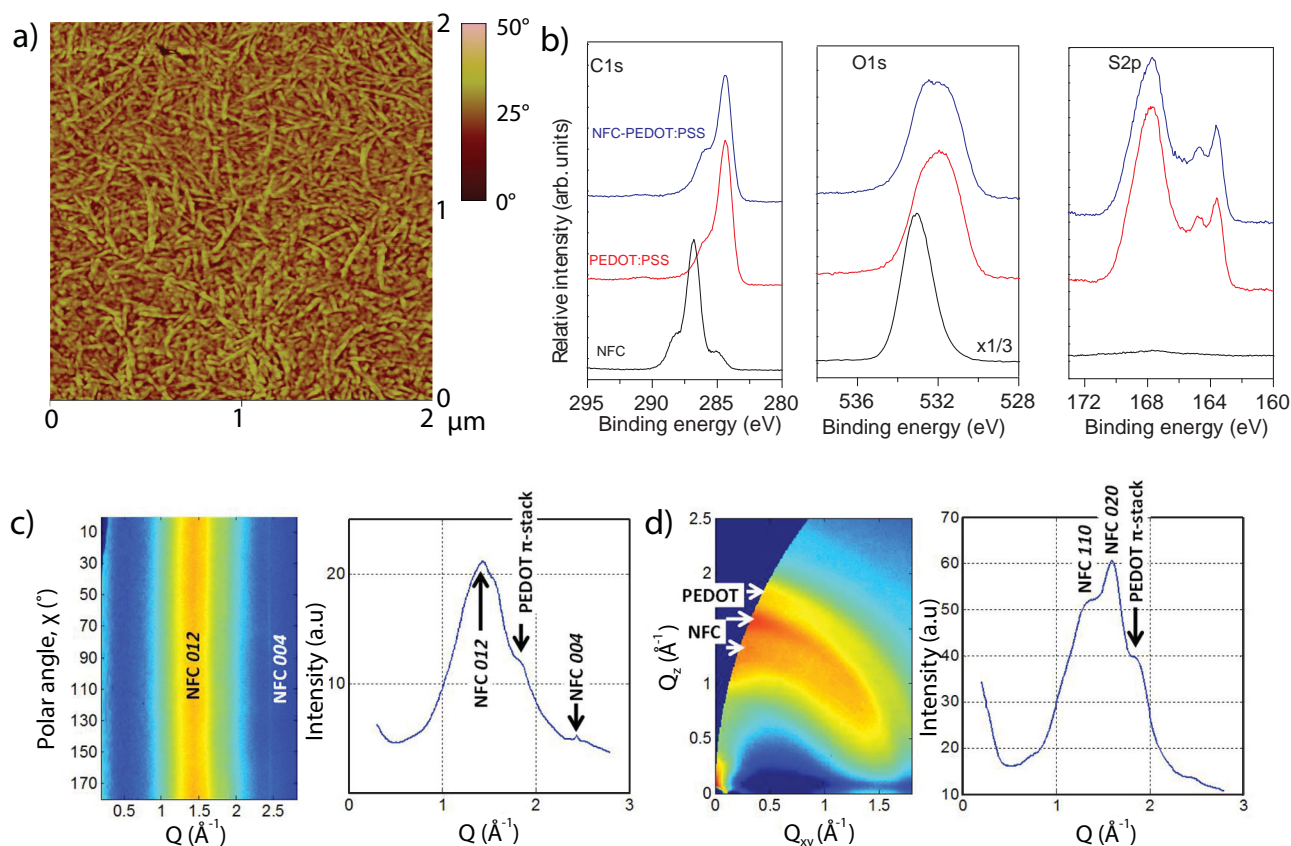 a)
2
1
0
0
1
2
µm
50°
25°
0°
b)
Relative intensity (arb. units)
C1s
NFC-PEDOT:PSS
PEDOT:PSS
NFC
295 290 285 280
Binding energy (eV)
O1s
x1/3
536 532 528
Binding energy (eV)
S2p
172 168 164 160
Binding energy (eV)
c)
Polar angle, χ (°)
10
30
50
70
90
110
130
150
170
NFC 012
NFC 004
0.5 1 1.5 2 2.5
Q (Å⁻¹)
Intensity (a.u)
20
10
NFC 012
PEDOT π-stack
NFC 004
0 1 2 3
Q (Å⁻¹)
d)
Q_z (Å⁻¹)
2.5
2
1.5
1
0.5
0
PEDOT
NFC
0 0.5 1 1.5
Q_xy (Å⁻¹)
Intensity (a.u)
70
60
50
40
30
20
10
NFC 110
NFC 020
PEDOT π-stack
0 1 2 3
Q (Å⁻¹)